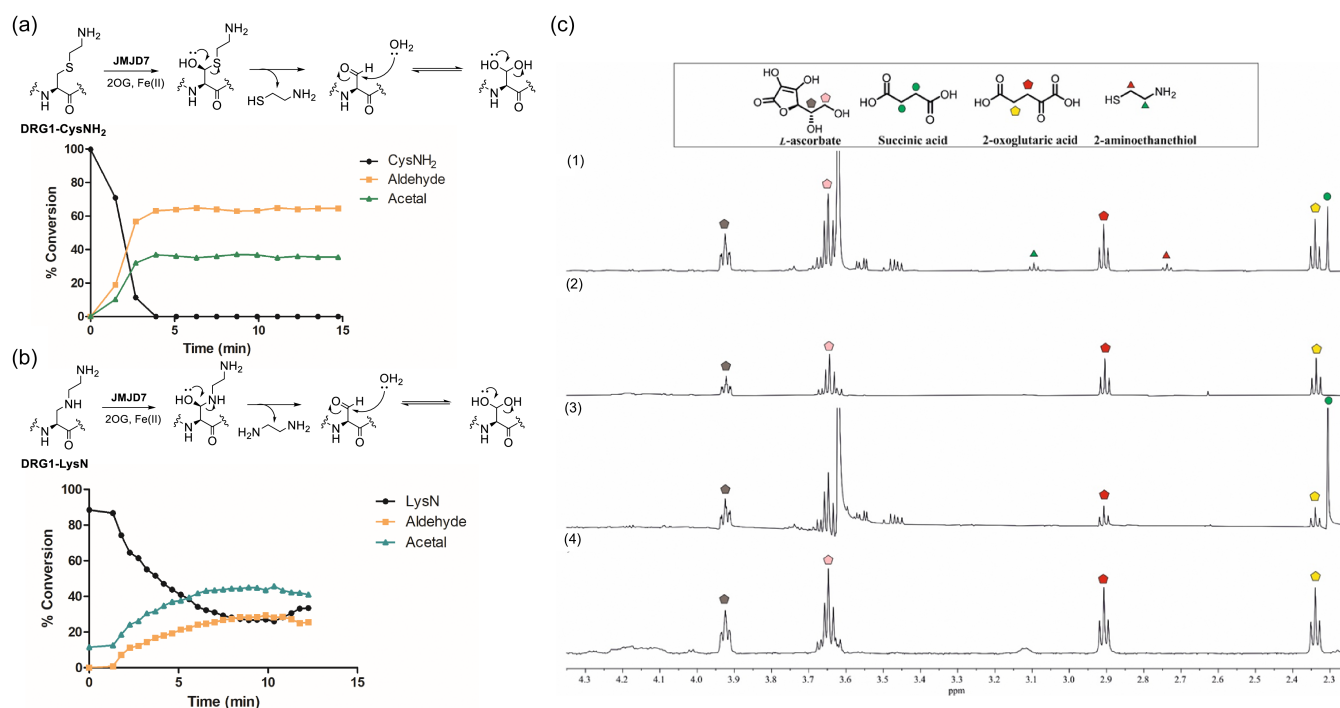 (a)
NH₂
S
N
H
O
JMJD7
2OG, Fe(II)
NH₂
HO
S
N
H
O
HS NH₂
O H
N
H
O
OH₂
HO OH
N
H
O
DRG1-CysNH₂
100
80
60
40
20
0
% Conversion
CysNH₂
Aldehyde
Acetal
0 5 10 15
Time (min)
(b)
NH₂
NH
N
H
O
JMJD7
2OG, Fe(II)
NH₂
HO
HN
N
H
O
H₂N NH₂
O H
N
H
O
OH₂
HO OH
N
H
O
DRG1-LysN
100
80
60
40
20
0
% Conversion
LysN
Aldehyde
Acetal
0 5 10 15
Time (min)
(c)
HO OH
O
O
OH
OH
L-ascorbate
HO
O
O
OH
Succinic acid
HO
O
O
O
OH
2-oxoglutaric acid
HS NH₂
2-aminoethanethiol
(1)
(2)
(3)
(4)
4.3 4.2 4.1 4.0 3.9 3.8 3.7 3.6 3.5 3.4 3.3 3.2 3.1 3.0 2.9 2.8 2.7 2.6 2.5 2.4 2.3
ppm